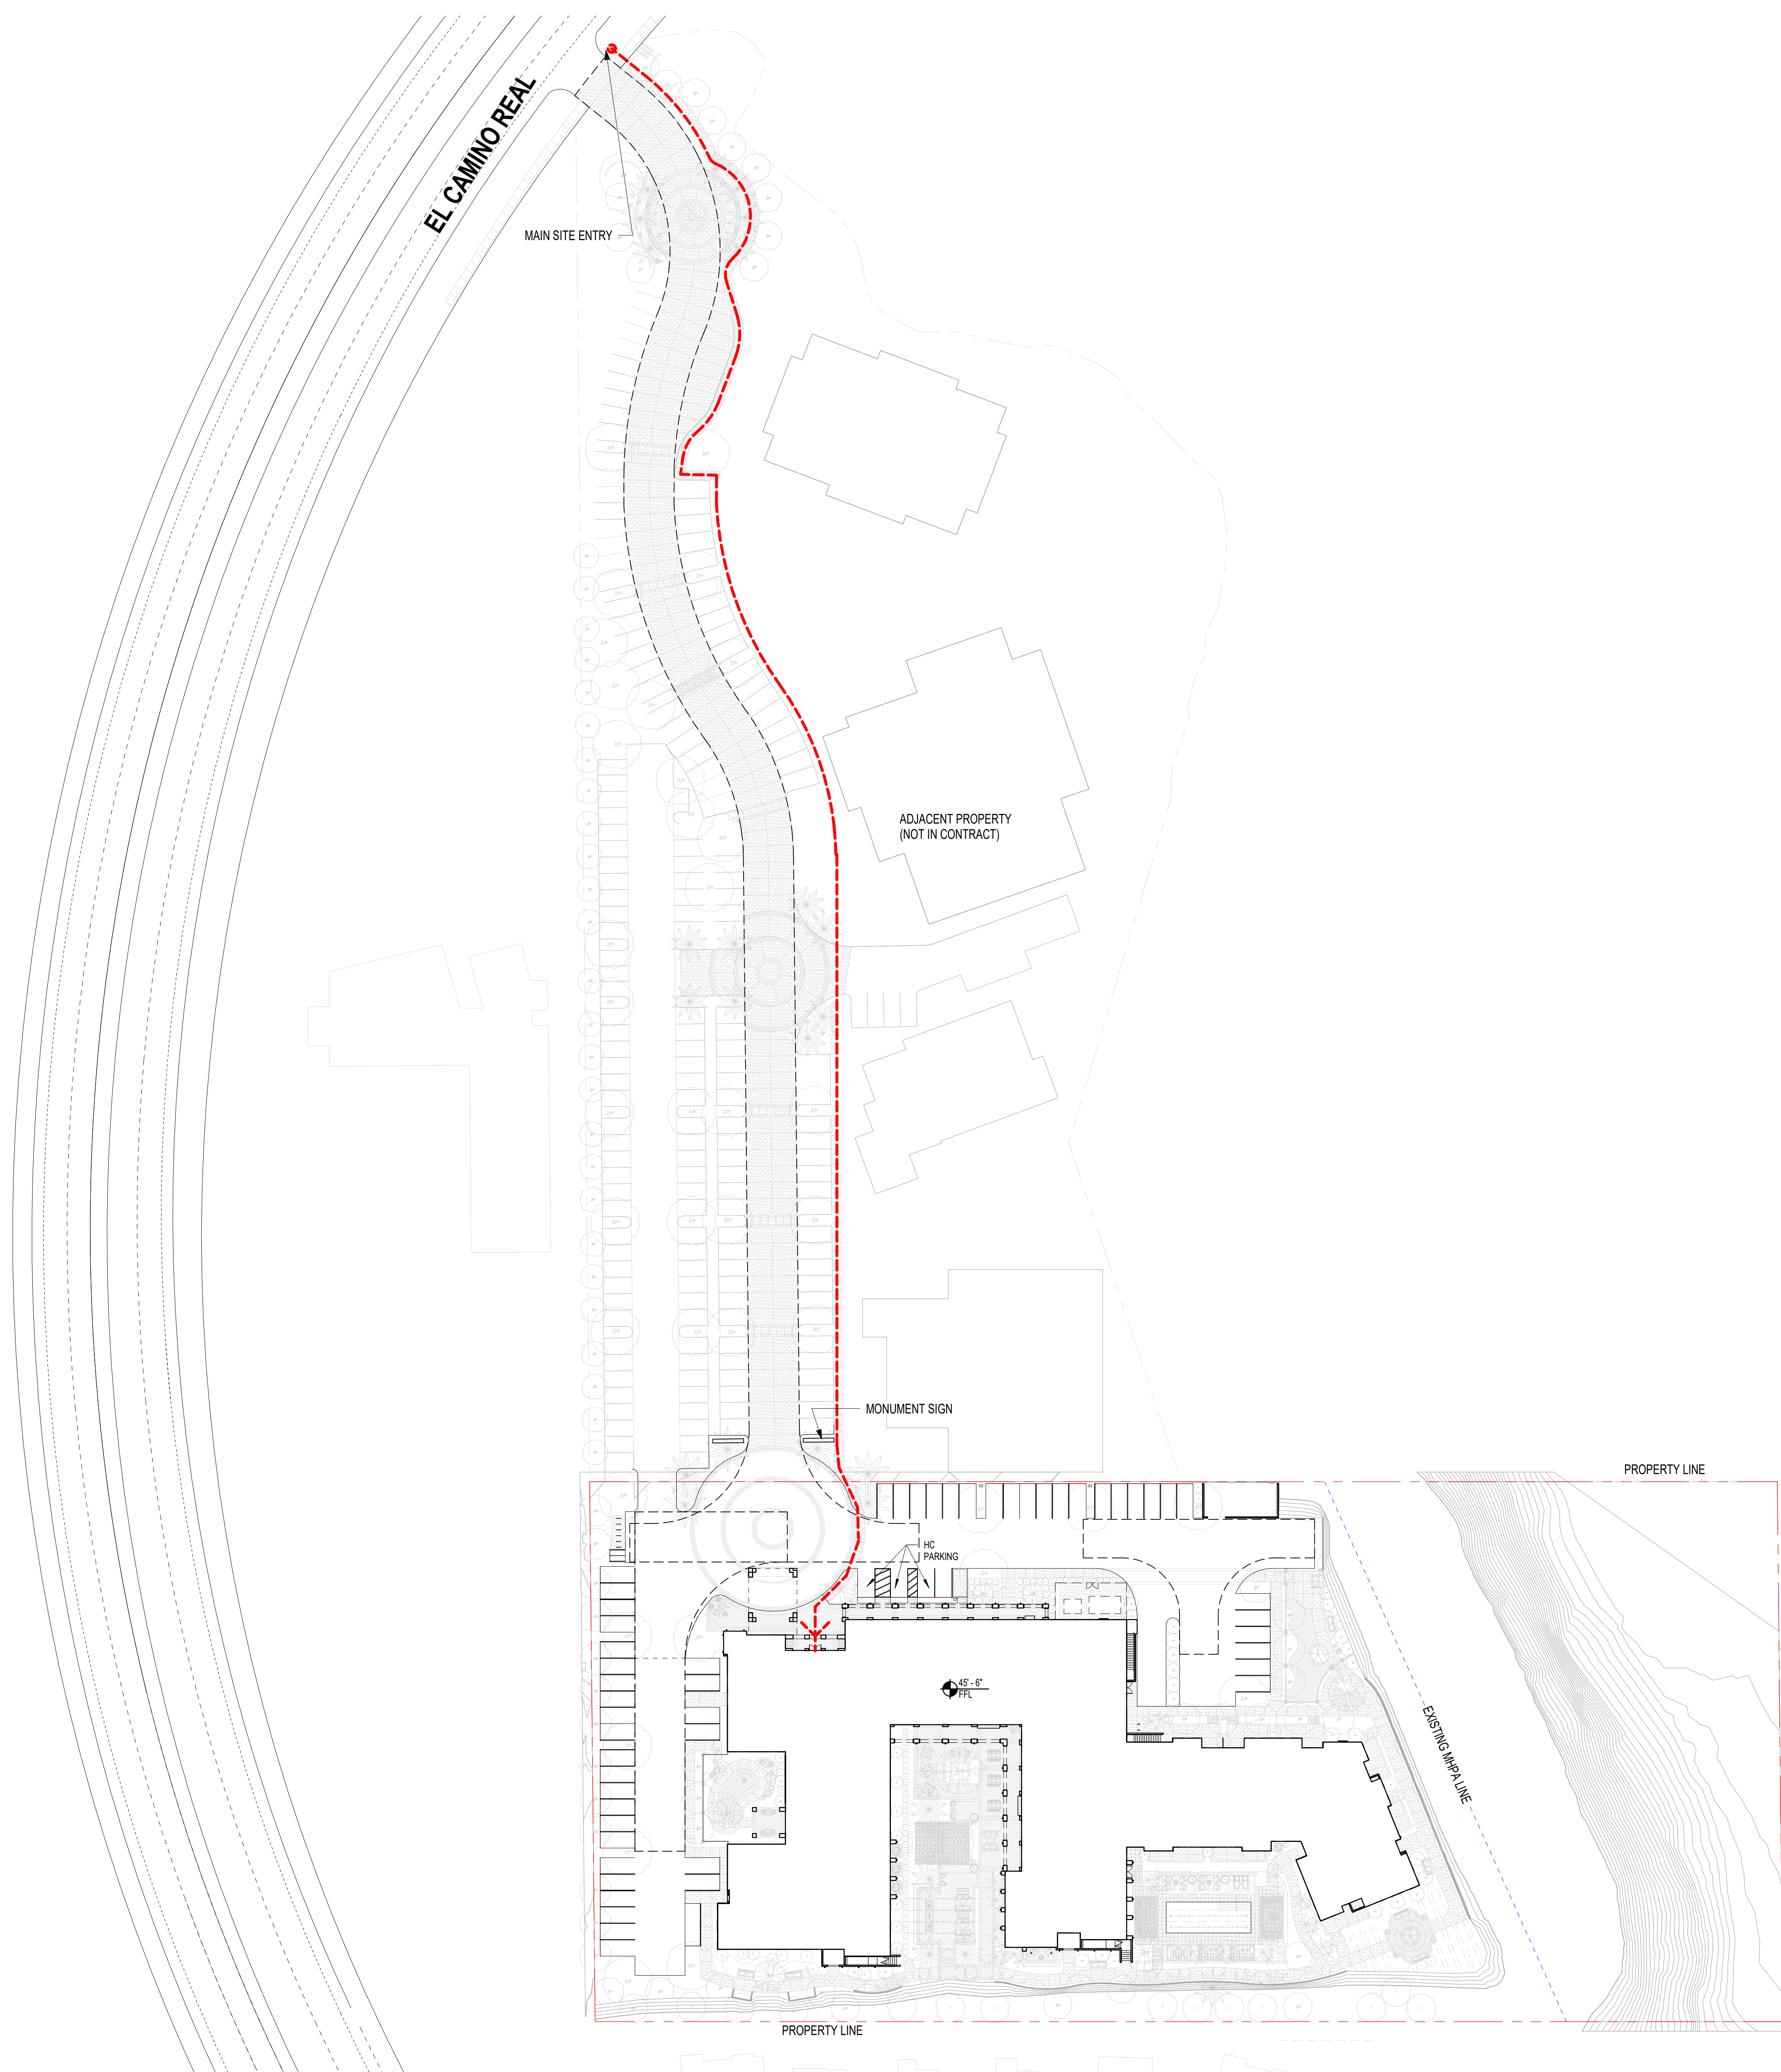 EL CAMINO REAL
MAIN SITE ENTRY
ADJACENT PROPERTY
(NOT IN CONTRACT)
MONUMENT SIGN
PROPERTY LINE
HC
PARKING
45' - 6"
FFL
EXISTING MHPA LINE
PROPERTY LINE